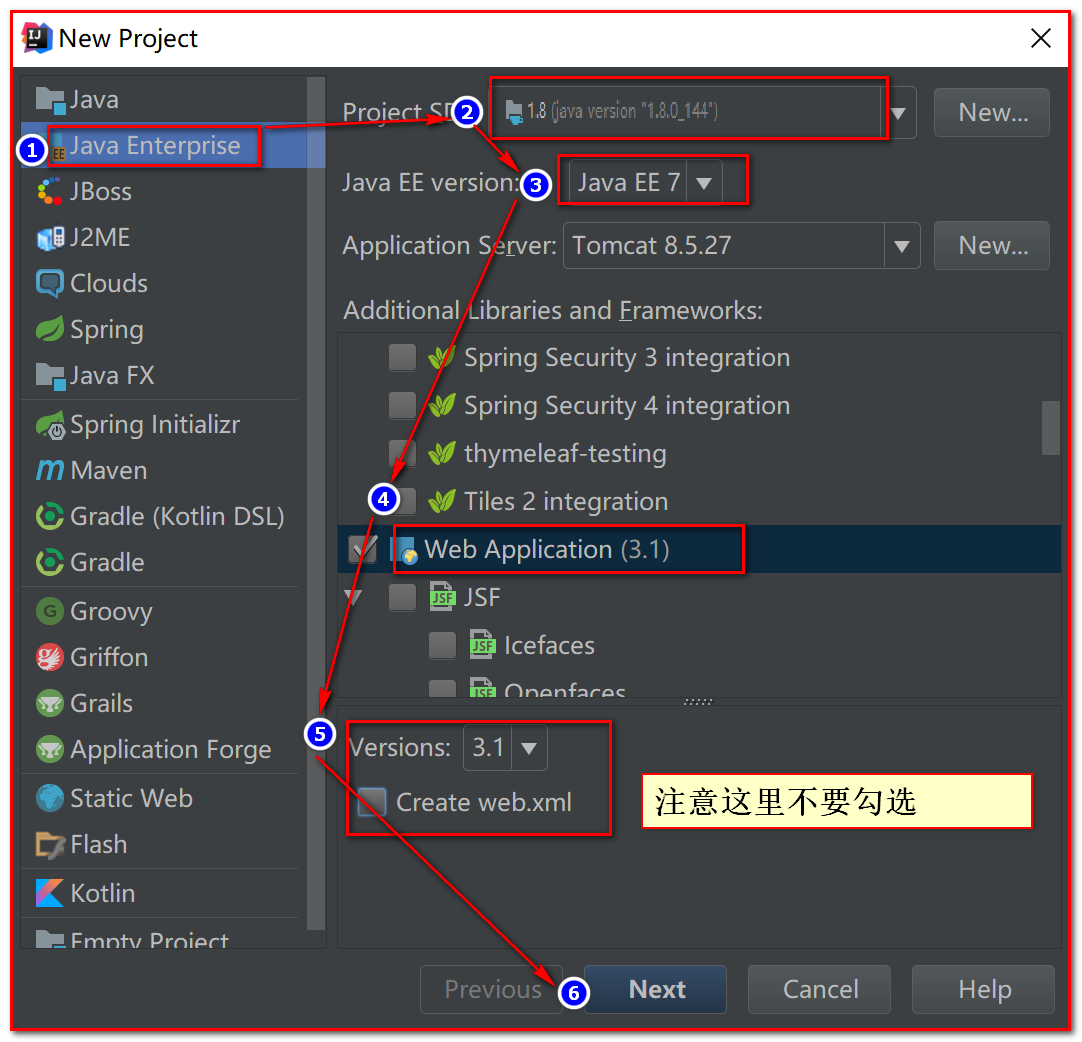 New Project
Java
Java Enterprise
JBoss
J2ME
Clouds
Spring
Java FX
Spring Initializr
Maven
Gradle (Kotlin DSL)
Gradle
Groovy
Griffon
Grails
Application Forge
Static Web
Flash
Kotlin
Empty Project
1
Project SD
2
1.8 (java version "1.8.0_144")
New...
Java EE version:
3
Java EE 7
Application Server:
Tomcat 8.5.27
New...
Additional Libraries and Frameworks:
Spring Security 3 integration
Spring Security 4 integration
thymeleaf-testing
4
Tiles 2 integration
Web Application (3.1)
JSF
JSF
JSF
Icefaces
JSF
Openfaces
5
Versions:
3.1
Create web.xml
注意这里不要勾选
Previous
6
Next
Cancel
Help